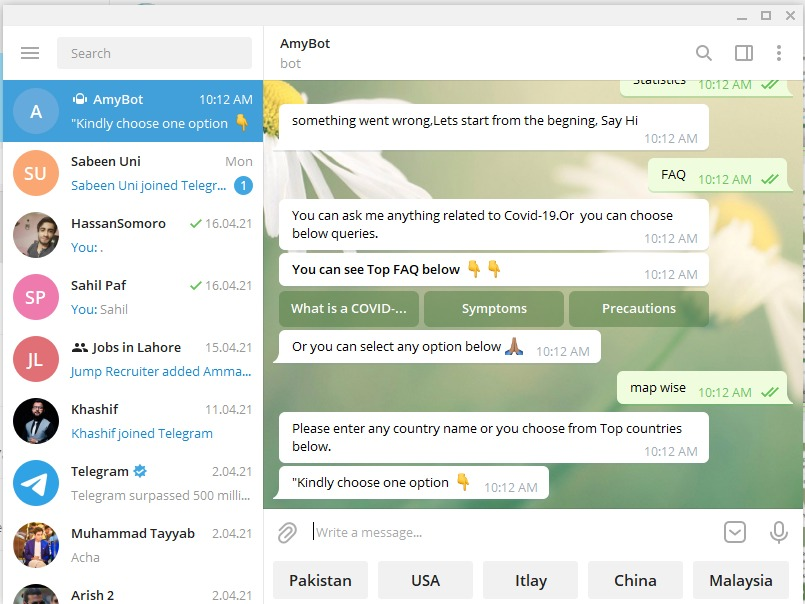 Search
A
AmyBot
10:12 AM
"Kindly choose one option 👇
SU
Sabeen Uni
Mon
Sabeen Uni joined Telegr...
1
HassanSomoro
16.04.21
You: .
SP
Sahil Paf
16.04.21
You: Sahil
JL
Jobs in Lahore
15.04.21
Jump Recruiter added Amma...
Khashif
11.04.21
Khashif joined Telegram
Telegram
2.04.21
Telegram surpassed 500 milli...
Muhammad Tayyab
2.04.21
Acha
Arish 2
2.04.21
AmyBot
bot
Statistics
10:12 AM
something went wrong,Lets start from the begning, Say Hi
10:12 AM
FAQ
10:12 AM
You can ask me anything related to Covid-19.Or you can choose
below queries.
10:12 AM
You can see Top FAQ below 👇👇
10:12 AM
What is a COVID-...
Symptoms
Precautions
Or you can select any option below 🙏🏽
10:12 AM
map wise
10:12 AM
Please enter any country name or you choose from Top countries
below.
10:12 AM
"Kindly choose one option 👇
10:12 AM
Write a message...
Pakistan
USA
Itlay
China
Malaysia